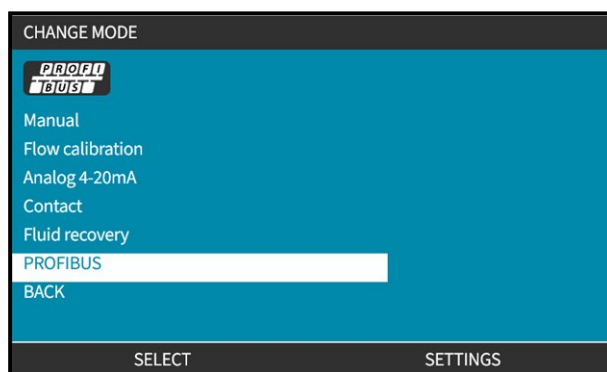 CHANGE MODE
PROFI
BUS
Manual
Flow calibration
Analog 4-20mA
Contact
Fluid recovery
PROFIBUS
BACK
SELECT SETTINGS